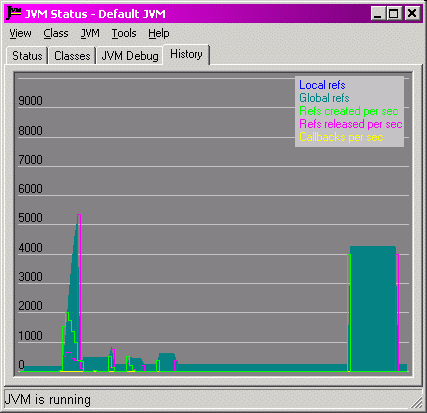 JVM Status - Default JVM
View Class JVM Tools Help
Status Classes JVM Debug History
Local refs
Global refs
Refs created per sec
Refs released per sec
Callbacks per sec
9000
8000
7000
6000
5000
4000
3000
2000
1000
0
JVM is running